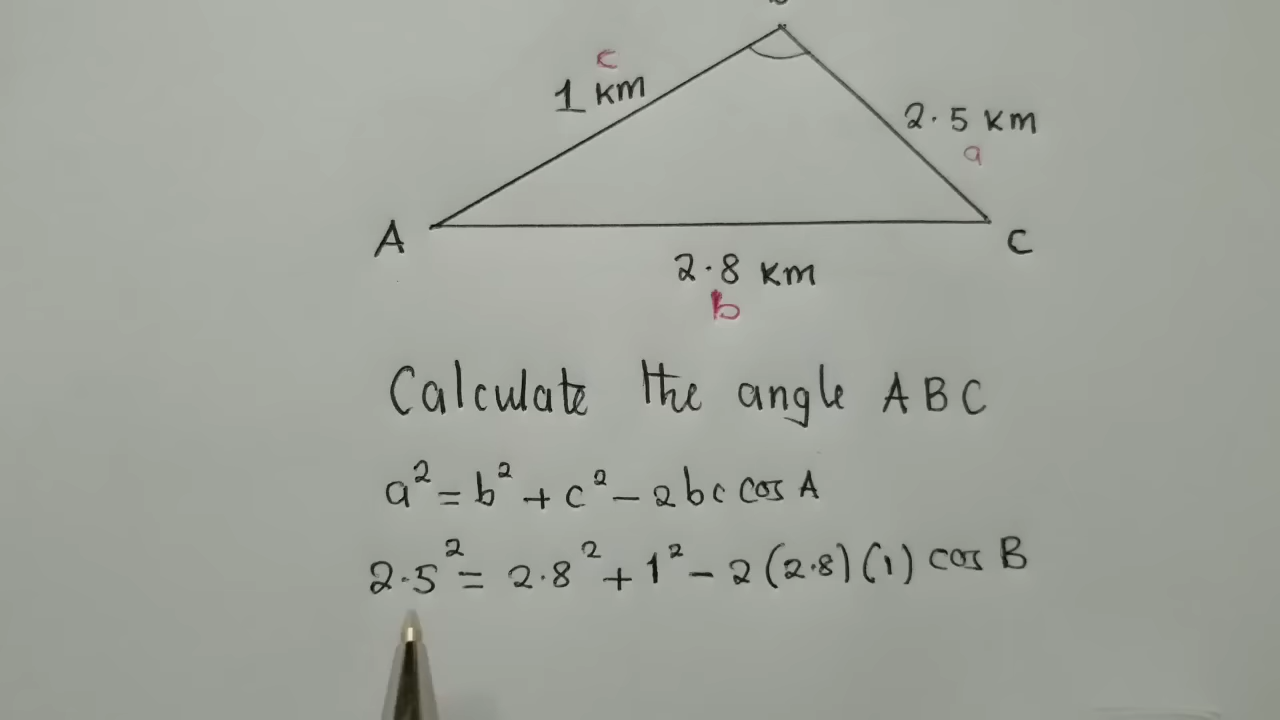 c
1 km
2.5 km
a
A
C
2.8 km
b
Calculate the angle ABC
a² = b² + c² - 2bc cos A
2.5² = 2.8² + 1² - 2(2.8)(1) cos B